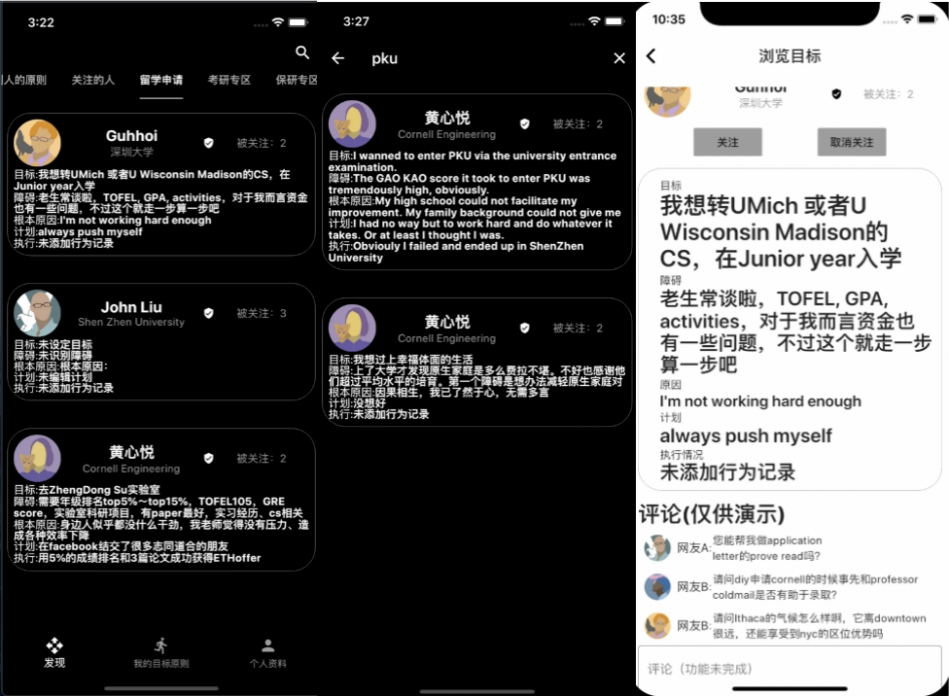 3:22
别人的原则 关注的人 留学申请 考研专区 保研专区
Guhhoi
深圳大学
被关注：2
目标:我想转UMich 或者U Wisconsin Madison的CS，在
Junior year入学
障碍:老生常谈啦，TOFEL, GPA, activities，对于我而言资金
也有一些问题，不过这个就走一步算一步吧
根本原因:I'm not working hard enough
计划:always push myself
执行:未添加行为记录
John Liu
Shen Zhen University
被关注：3
目标:未设定目标
障碍:未识别障碍
根本原因:根本原因：
计划:未编辑计划
执行:未添加行为记录
黄心悦
Cornell Engineering
被关注：2
目标:去ZhengDong Su实验室
障碍:需要年级排名top5%～top15%，TOFEL105，GRE
score，实验室科研项目，有paper最好，实习经历、cs相关
根本原因:身边人似乎都没什么干劲，我老师觉得没有压力、造
成各种效率下降
计划:在facebook结交了很多志同道合的朋友
执行:用5%的成绩排名和3篇论文成功获得ETHoffer
发现 我的目标原则 个人资料
3:27
pku
黄心悦
Cornell Engineering
被关注：2
目标:I wanned to enter PKU via the university entrance
examination.
障碍:The GAO KAO score it took to enter PKU was
tremendously high, obviously.
根本原因:My high school could not facilitate my
improvement. My family background could not give me
计划:I had no way but to work hard and do whatever it
takes. Or at least I thought I was.
执行:Obviouly I failed and ended up in ShenZhen
University
黄心悦
Cornell Engineering
被关注：2
目标:我想过上幸福体面的生活
障碍:上了大学才发现原生家庭是多么费拉不堪。不好也感谢他
们超过平均水平的培育。第一个障碍是想办法减轻原生家庭对
根本原因:因果相生，我已了然于心，无需多言
计划:没想好
执行:未添加行为记录
10:35
浏览目标
Guhhoi
深圳大学
被关注：2
关注 取消关注
目标
我想转UMich 或者U
Wisconsin Madison的
CS，在Junior year入学
障碍
老生常谈啦，TOFEL, GPA,
activities，对于我而言资金也
有一些问题，不过这个就走一步
算一步吧
原因
I'm not working hard enough
计划
always push myself
执行情况
未添加行为记录
评论(仅供演示)
网友A: 您能帮我做application
letter的prove read吗?
网友B: 请问diy申请cornell的时候事先和professor
coldmail是否有助于录取?
网友B: 请问Ithaca的气候怎么样啊，它离downtown
很远，还能享受到nyc的区位优势吗
评论（功能未完成）